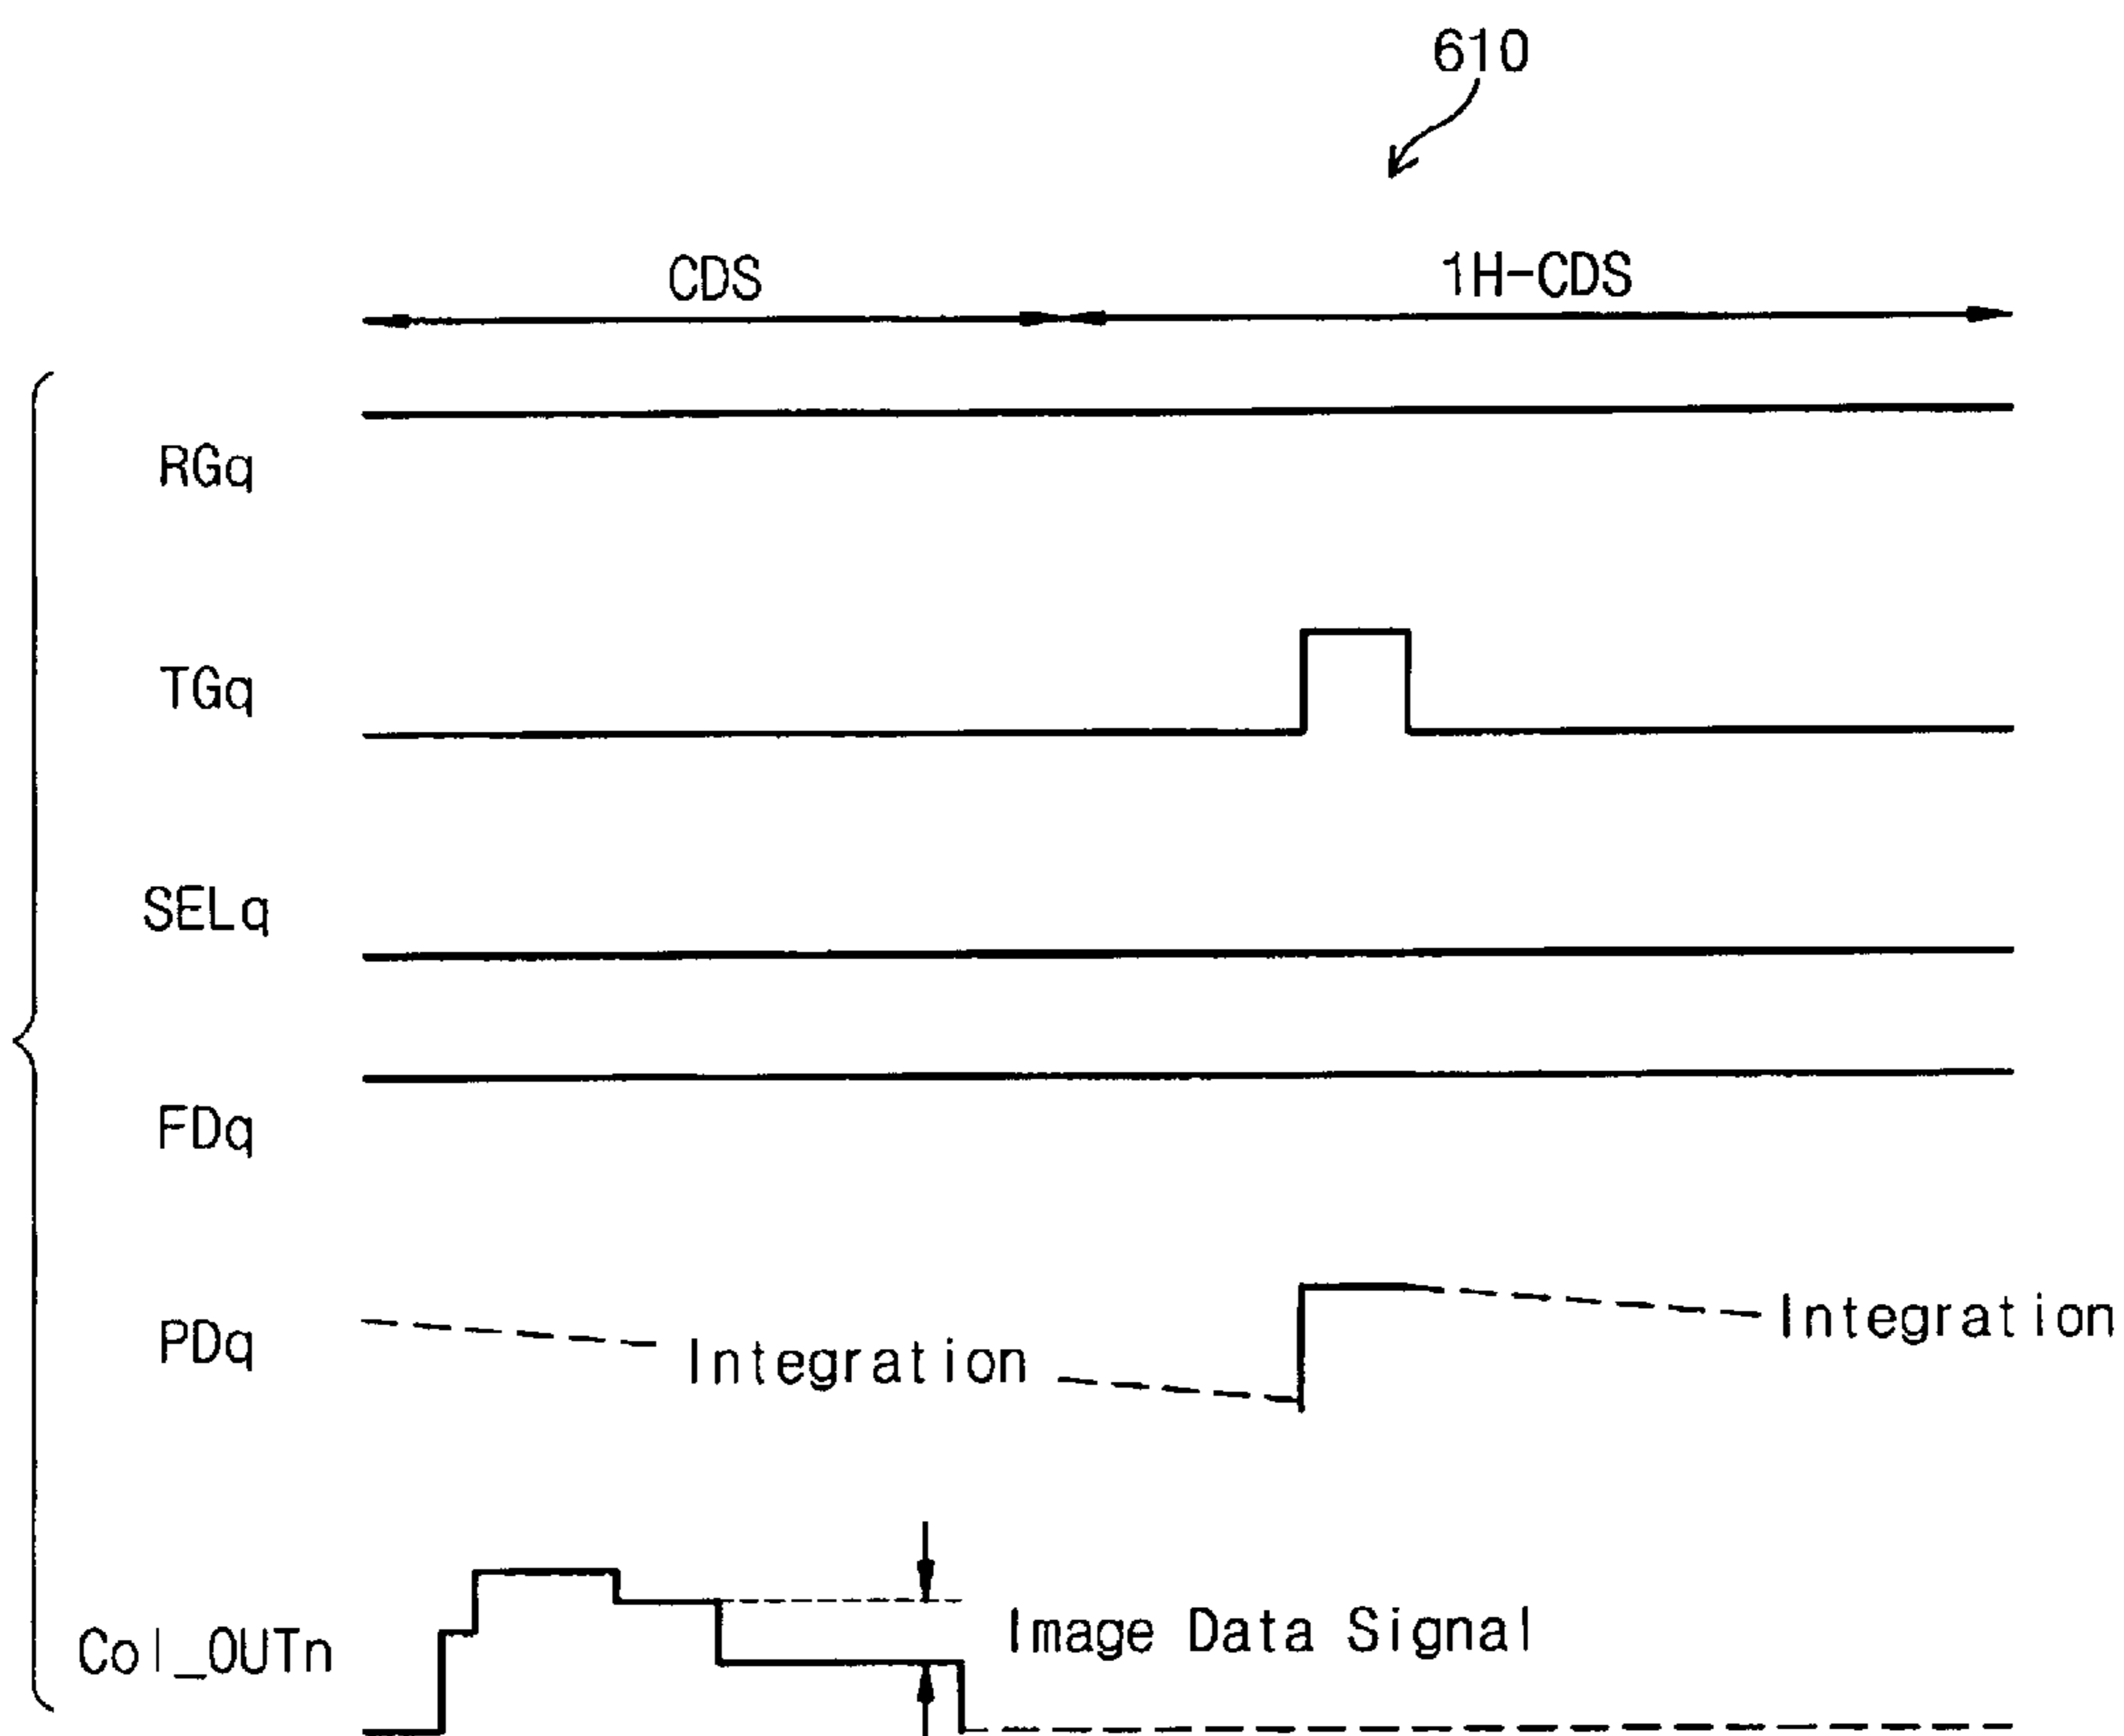 610
CDS
1H-CDS
RGq
TGq
SELq
FDq
PDq
Integration
Integration
Col_OUTn
Image Data Signal